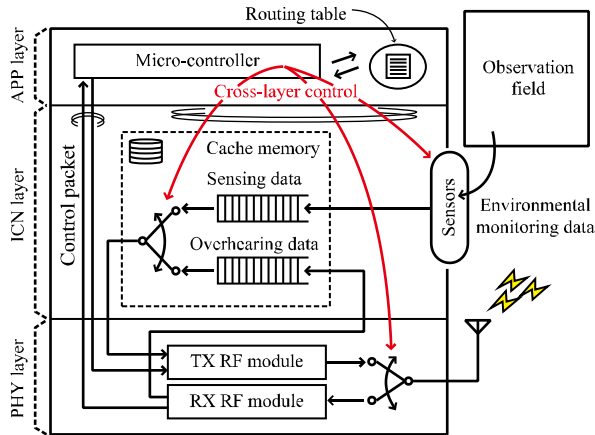 Routing table
APP layer
Micro-controller
Cross-layer control
Observation
field
ICN layer
Control packet
Cache memory
Sensing data
Overhearing data
Sensors
Environmental
monitoring data
PHY layer
TX RF module
RX RF module